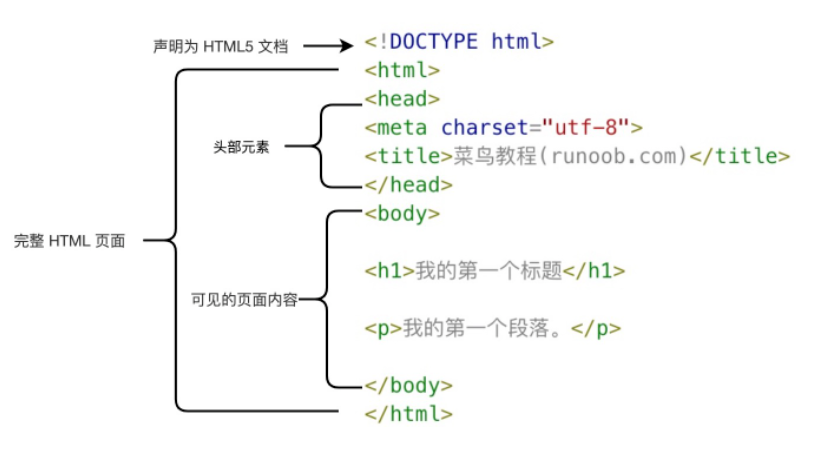 声明为 HTML5 文档
<!DOCTYPE html>
<html>
<head>
头部元素
<meta charset="utf-8">
<title>菜鸟教程(runoob.com)</title>
</head>
<body>
完整 HTML 页面
<h1>我的第一个标题</h1>
可见的页面内容
<p>我的第一个段落。</p>
</body>
</html>